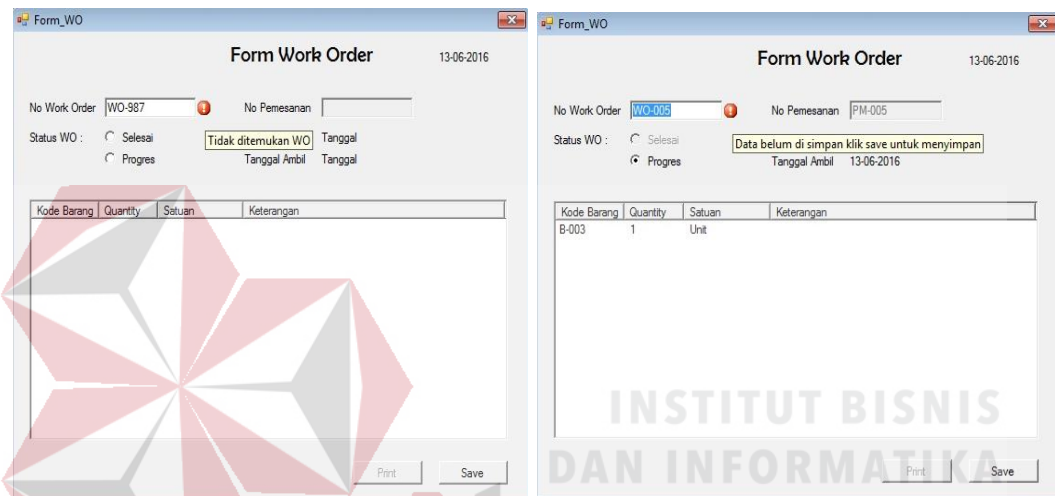 Form_WO
Form Work Order 13-06-2016
No Work Order WO-987 No Pemesanan
Status WO : Selesai Tidak ditemukan WO Tanggal
Progres Tanggal Ambil Tanggal
Kode Barang Quantity Satuan Keterangan
Print Save
Form_WO
Form Work Order 13-06-2016
No Work Order WO-005 No Pemesanan PM-005
Status WO : Selesai Data belum di simpan klik save untuk menyimpan
Progres Tanggal Ambil 13-06-2016
Kode Barang Quantity Satuan Keterangan
B-003 1 Unit
Print Save
INSTITUT BISNIS
DAN INFORMATIKA